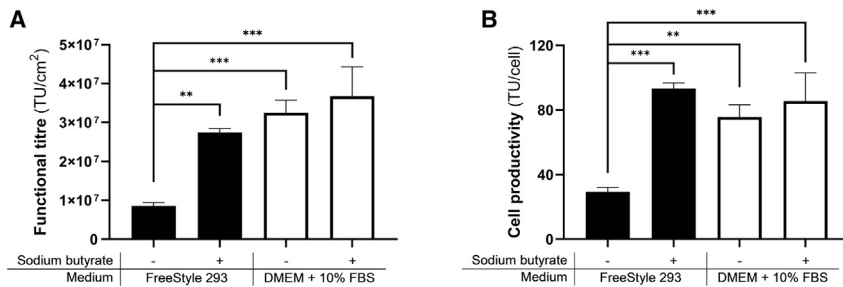 A
Functional titre (TU/cm²)
5×10⁷
4×10⁷
3×10⁷
2×10⁷
1×10⁷
0
***
***
**
Sodium butyrate - + - +
Medium FreeStyle 293 DMEM + 10% FBS
B
Cell productivity (TU/cell)
120
80
40
0
***
**
***
Sodium butyrate - + - +
Medium FreeStyle 293 DMEM + 10% FBS